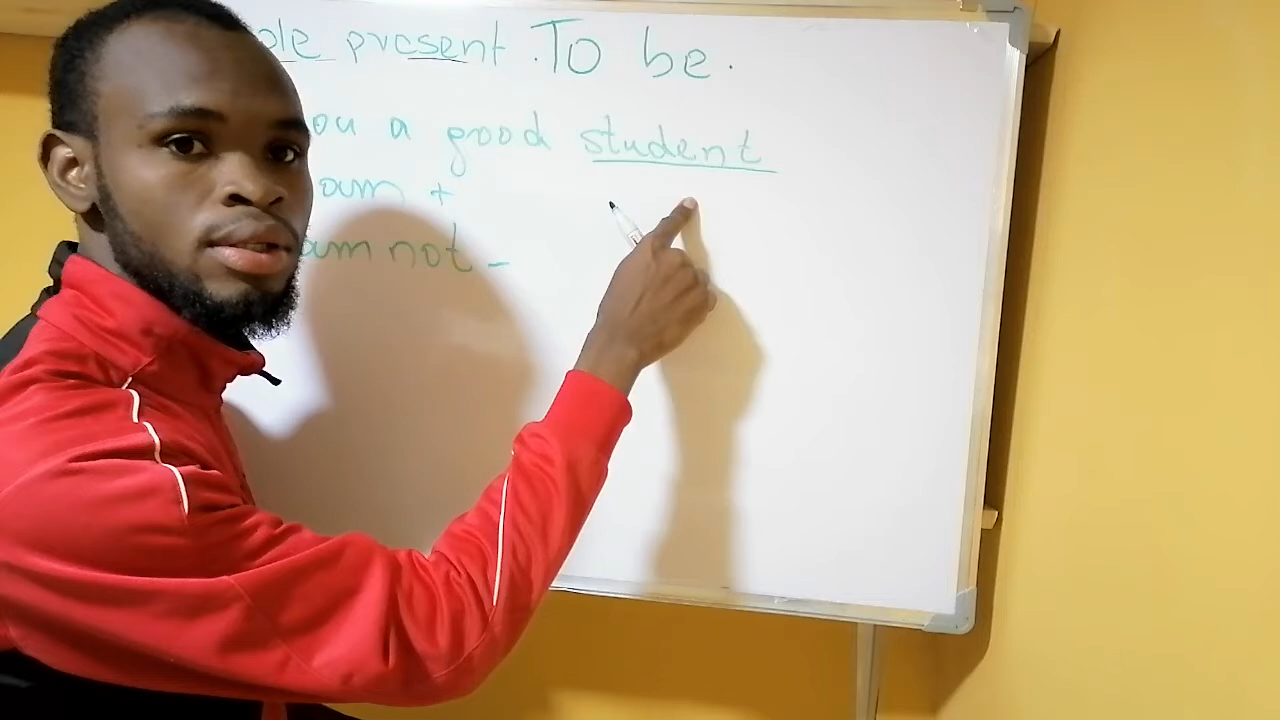 ple present . To be .
ou a good student
am +
am not -